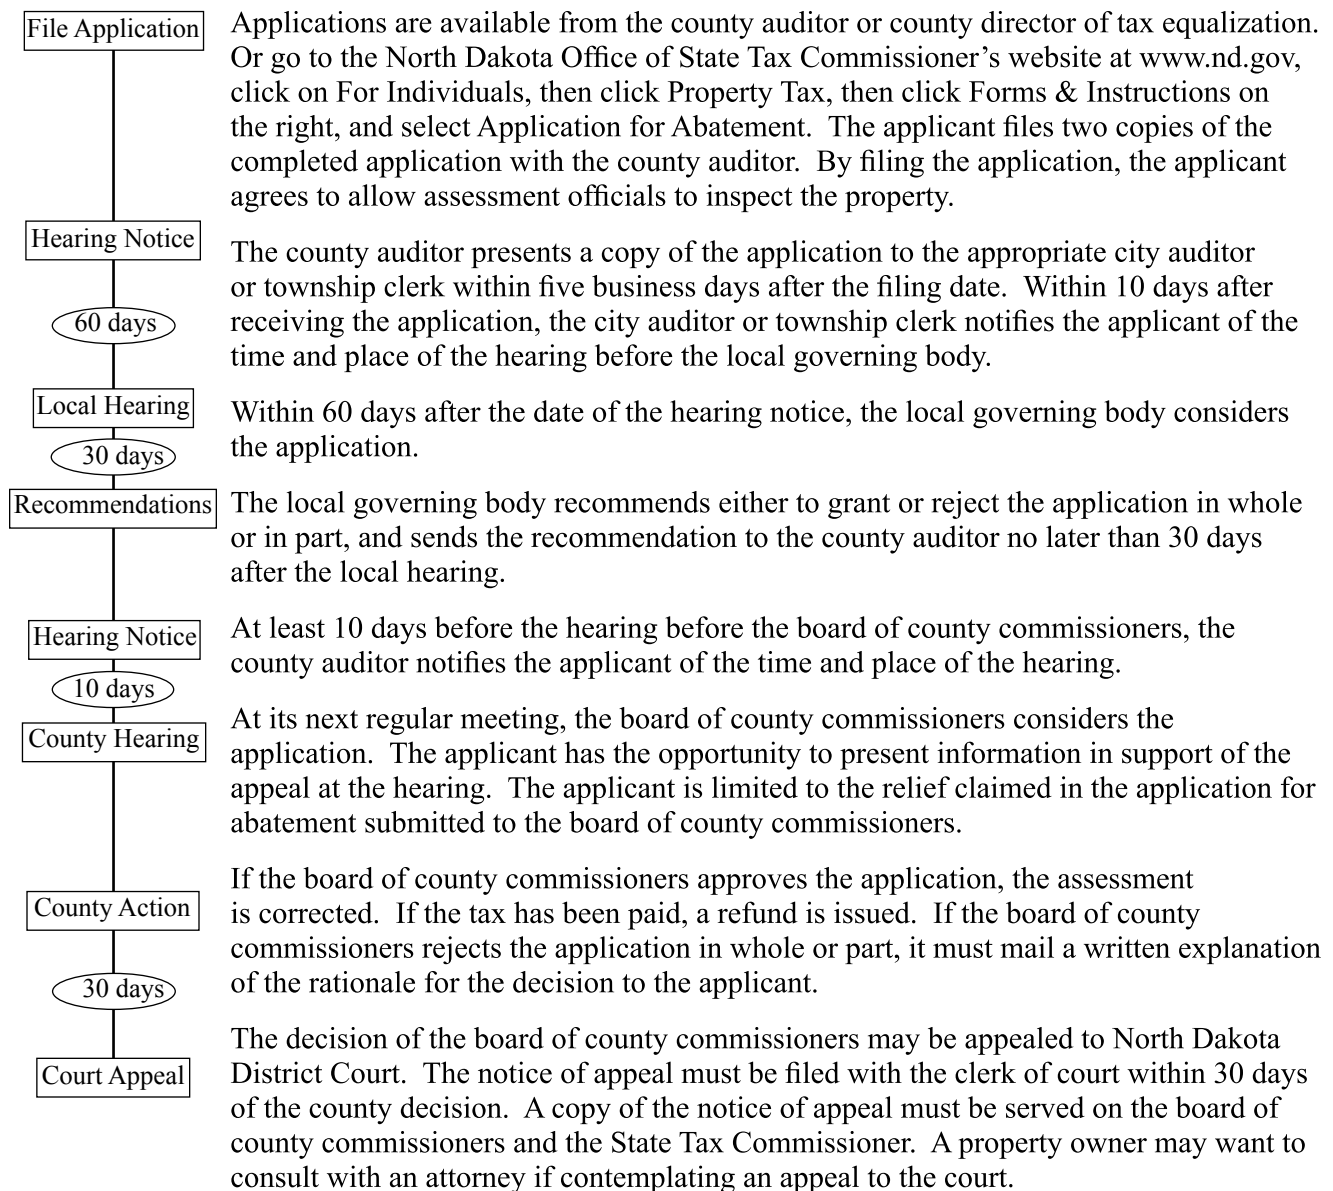 File Application
Applications are available from the county auditor or county director of tax equalization.
Or go to the North Dakota Office of State Tax Commissioner’s website at www.nd.gov,
click on For Individuals, then click Property Tax, then click Forms & Instructions on
the right, and select Application for Abatement.  The applicant files two copies of the
completed application with the county auditor.  By filing the application, the applicant
agrees to allow assessment officials to inspect the property.
Hearing Notice
The county auditor presents a copy of the application to the appropriate city auditor
or township clerk within five business days after the filing date.  Within 10 days after
receiving the application, the city auditor or township clerk notifies the applicant of the
time and place of the hearing before the local governing body.
60 days
Local Hearing
Within 60 days after the date of the hearing notice, the local governing body considers
the application.
30 days
Recommendations
The local governing body recommends either to grant or reject the application in whole
or in part, and sends the recommendation to the county auditor no later than 30 days
after the local hearing.
Hearing Notice
At least 10 days before the hearing before the board of county commissioners, the
county auditor notifies the applicant of the time and place of the hearing.
10 days
County Hearing
At its next regular meeting, the board of county commissioners considers the
application.  The applicant has the opportunity to present information in support of the
appeal at the hearing.  The applicant is limited to the relief claimed in the application for
abatement submitted to the board of county commissioners.
County Action
If the board of county commissioners approves the application, the assessment
is corrected.  If the tax has been paid, a refund is issued.  If the board of county
commissioners rejects the application in whole or part, it must mail a written explanation
of the rationale for the decision to the applicant.
30 days
Court Appeal
The decision of the board of county commissioners may be appealed to North Dakota
District Court.  The notice of appeal must be filed with the clerk of court within 30 days
of the county decision.  A copy of the notice of appeal must be served on the board of
county commissioners and the State Tax Commissioner.  A property owner may want to
consult with an attorney if contemplating an appeal to the court.